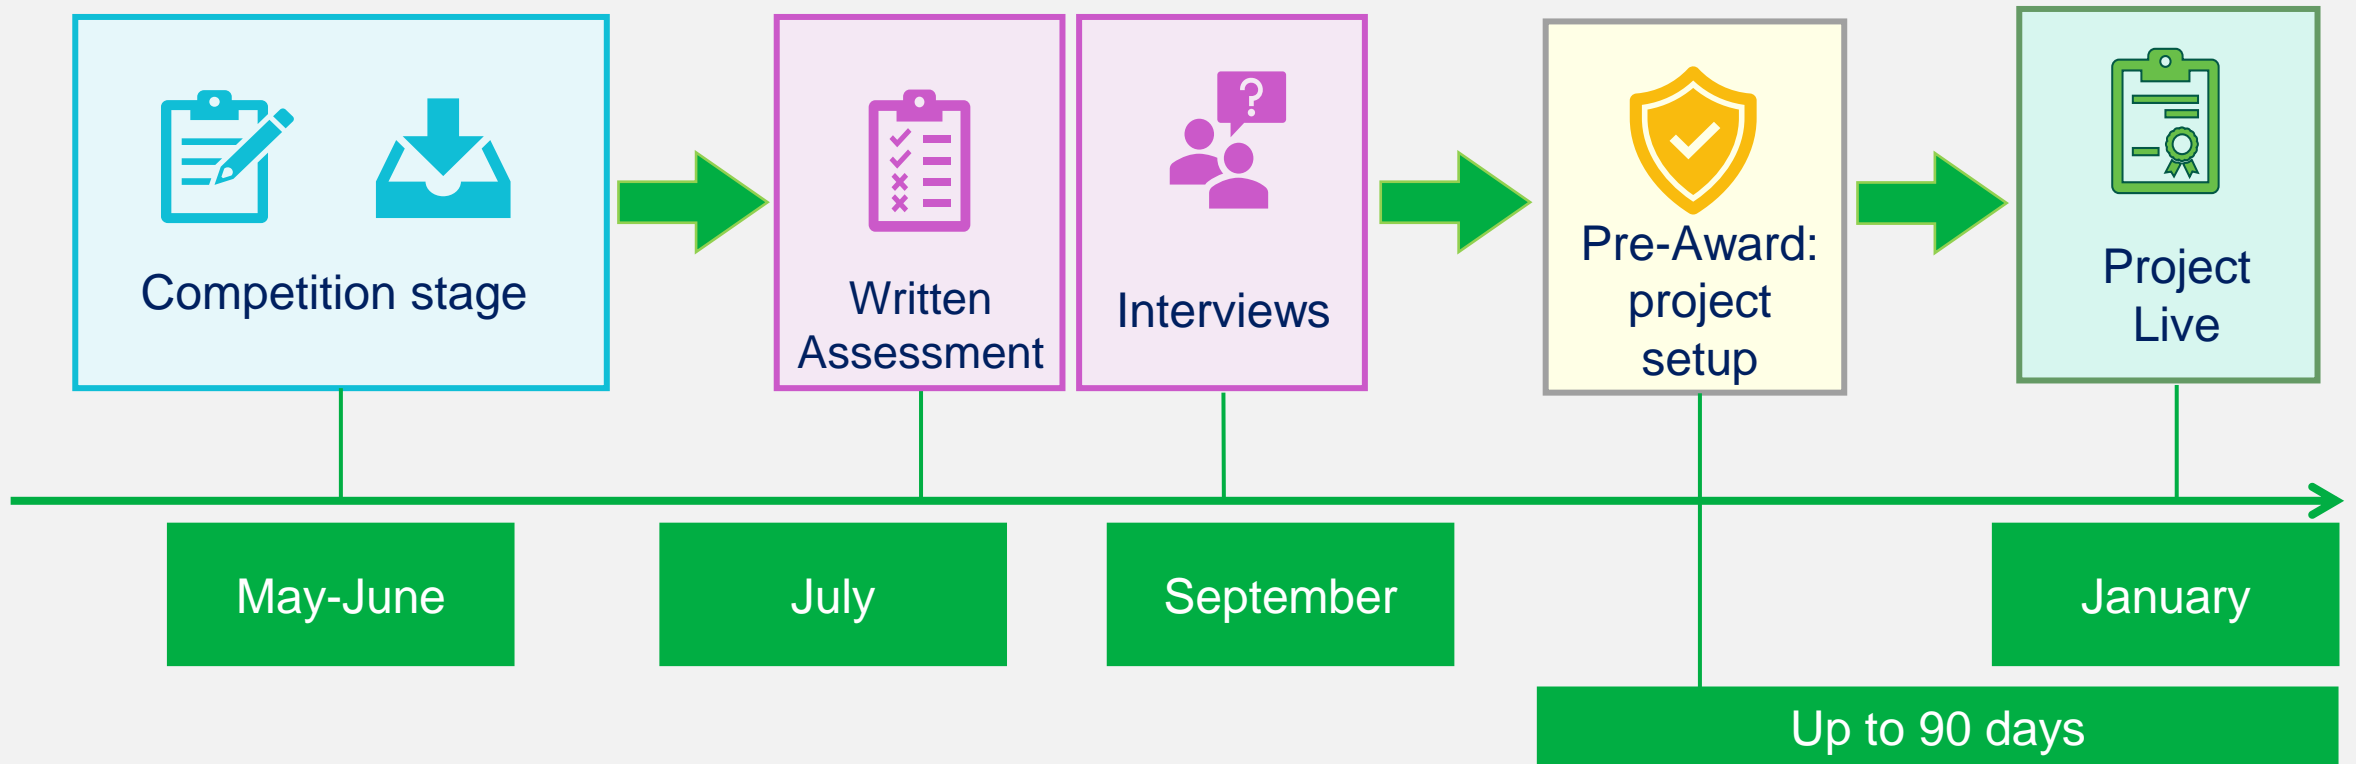 Competition stage
Written
Assessment
Interviews
Pre-Award:
project
setup
Project
Live
May-June
July
September
January
Up to 90 days